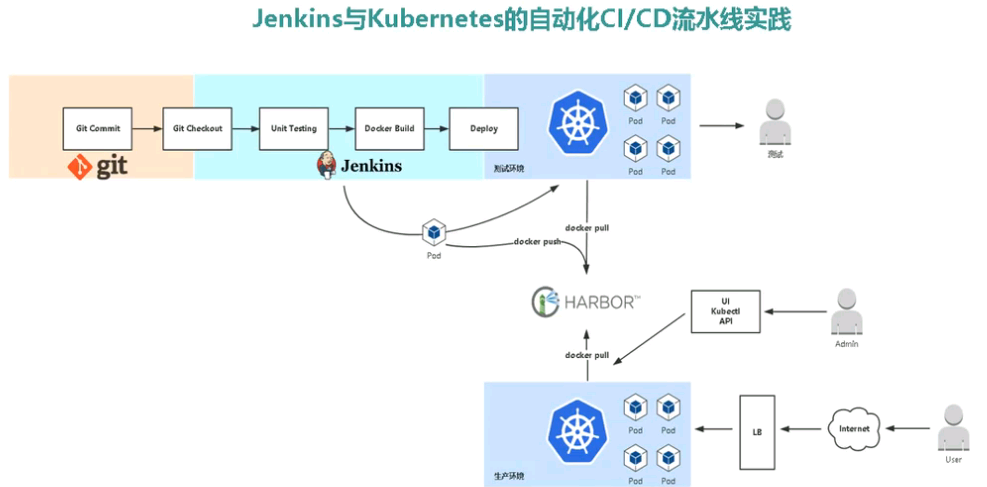 Jenkins与Kubernetes的自动化CI/CD流水线实践
Git Commit
Git Checkout
Unit Testing
Docker Build
Deploy
git
Jenkins
测试环境
Pod
Pod
Pod
Pod
测试
docker pull
Pod
docker push
HARBOR™
UI
Kubectl
API
Admin
docker pull
生产环境
Pod
Pod
Pod
Pod
LB
Internet
User